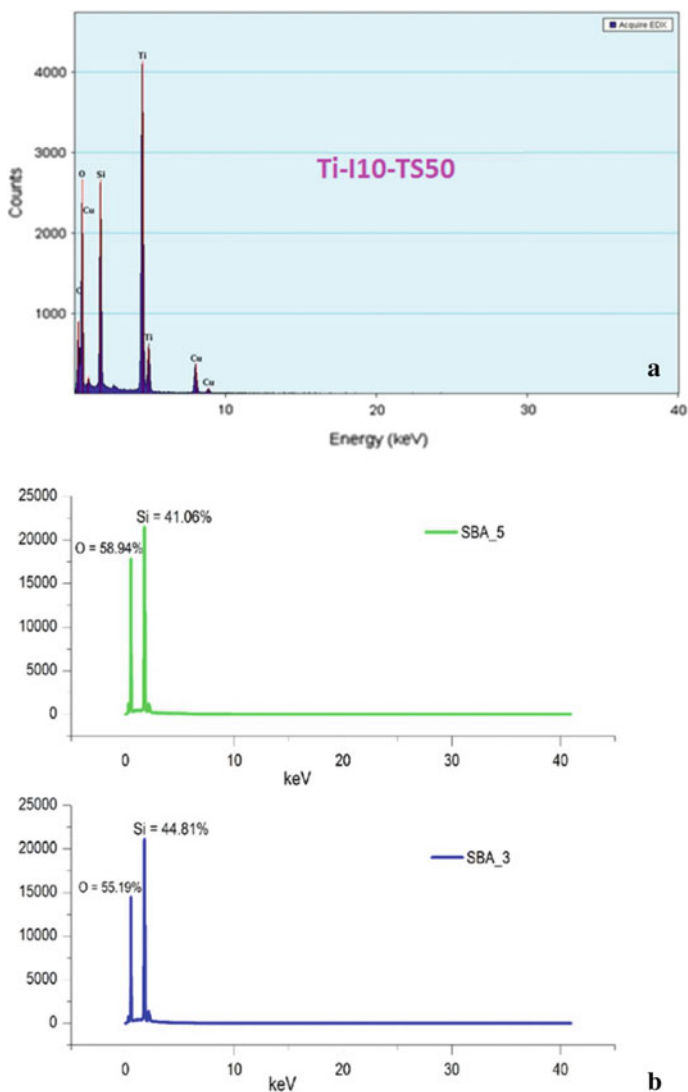 Acquire EDX
Ti
4000
3000
Ti-I10-TS50
O
Si
Cu
2000
Counts
C
1000
Ti
Cu
Cu
a
10
20
30
40
Energy (keV)
25000
Si = 41.06%
20000
O = 58.94%
SBA_5
15000
10000
5000
0
0
10
20
30
40
keV
25000
Si = 44.81%
20000
SBA_3
O = 55.19%
15000
10000
5000
0
0
10
20
30
40
keV
b